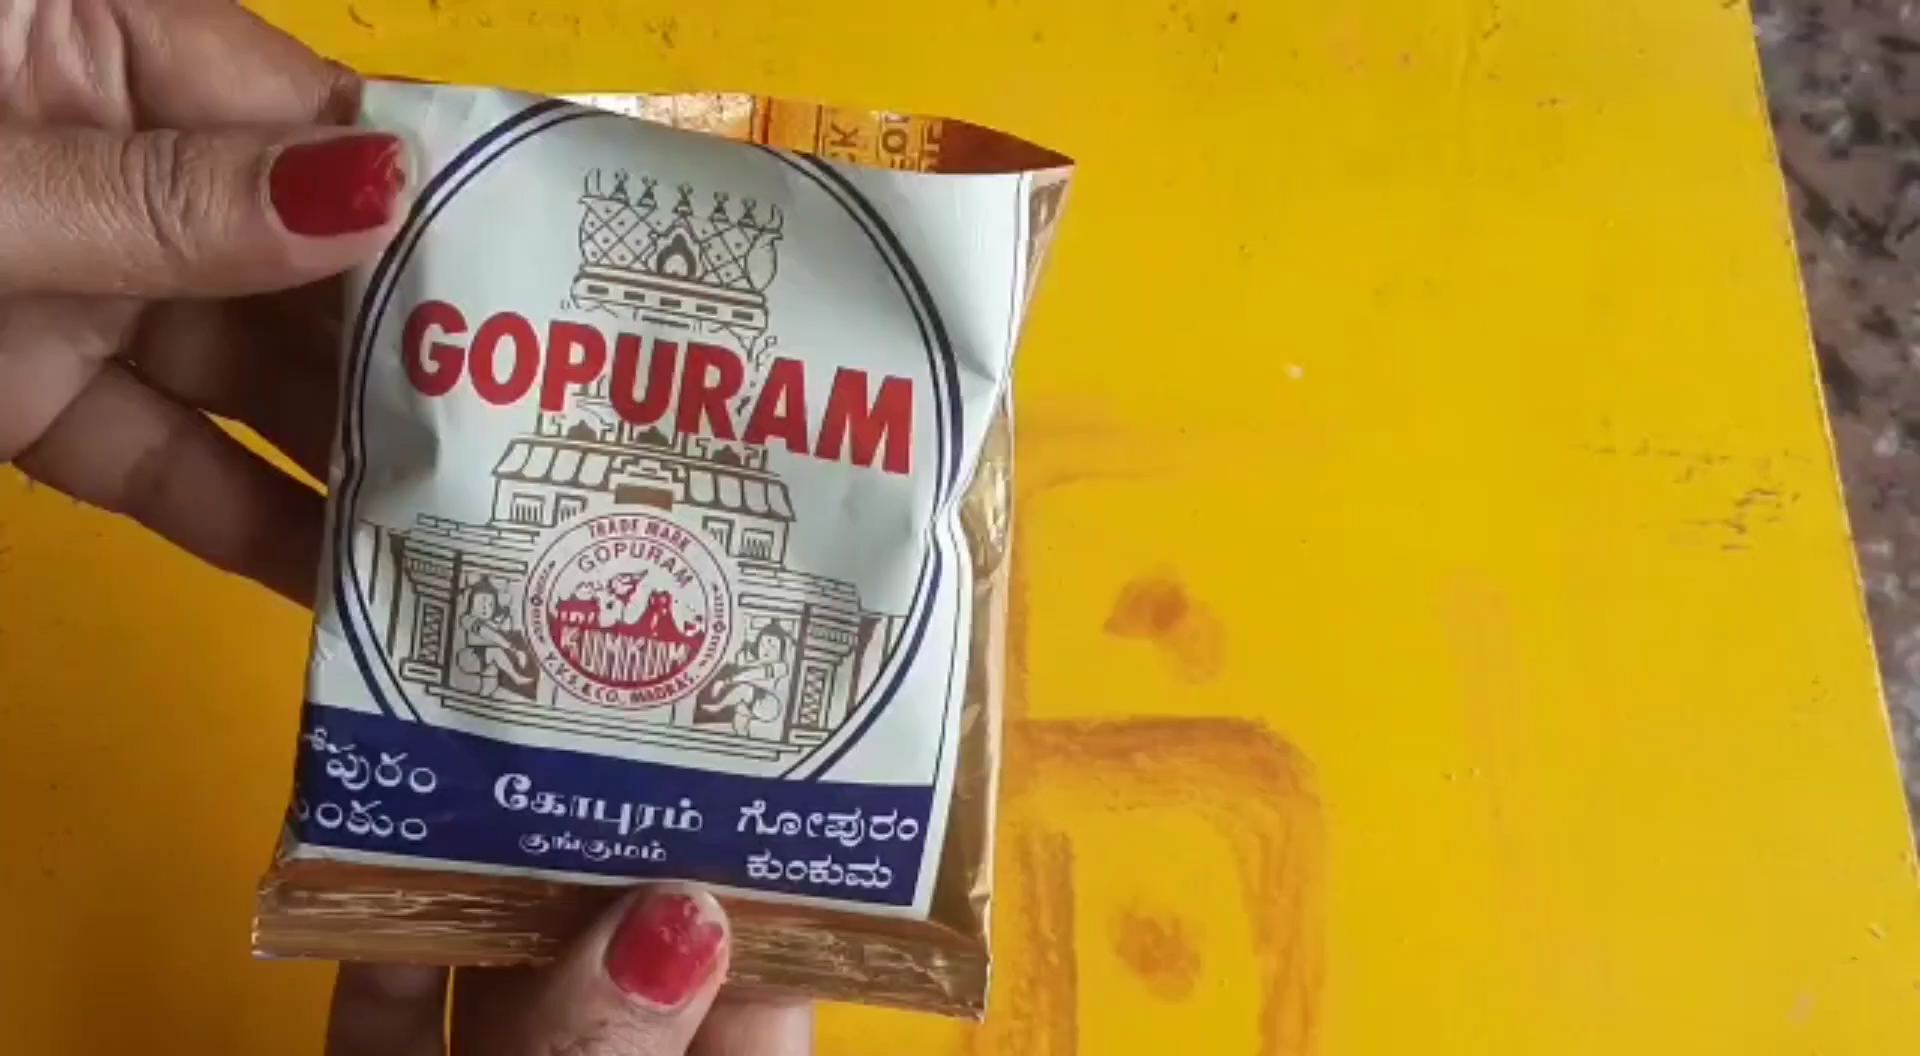 GOPURAM
TRADE MARK
GOPURAM
KUMKUM
Y.V.S. & CO., MADRAS.
கோபுரம்
குங்குமம்
ಗೋಪುರಂ
ಕುಂಕುಮ